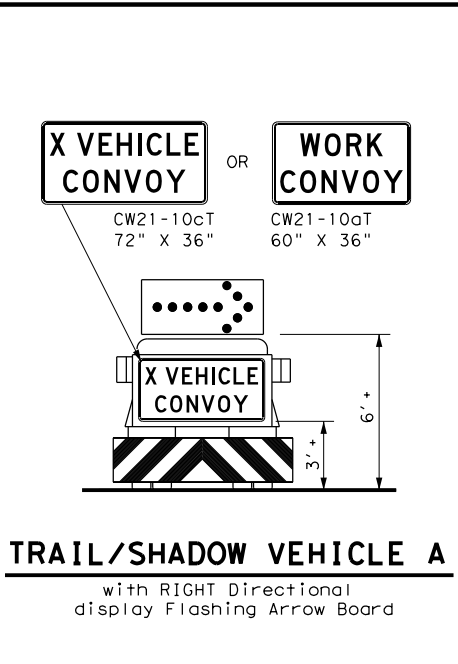 X VEHICLE
CONVOY
OR
WORK
CONVOY
CW21-10cT
72" X 36"
CW21-10aT
60" X 36"
X VEHICLE
CONVOY
6' +
3' +
TRAIL/SHADOW VEHICLE A
with RIGHT Directional
display Flashing Arrow Board